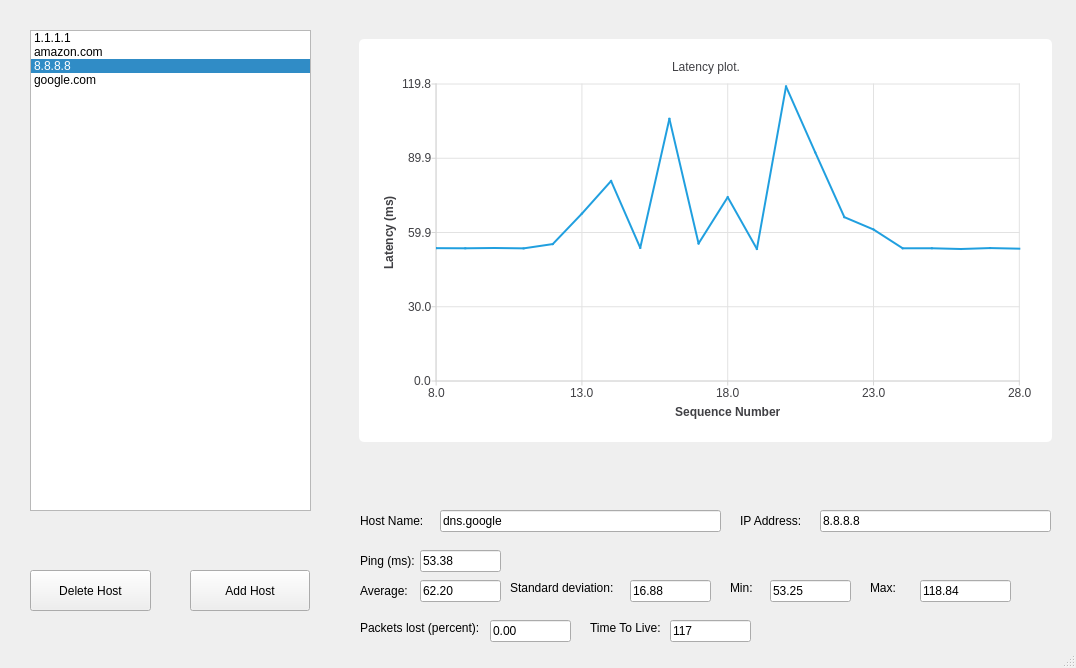 1.1.1.1
amazon.com
8.8.8.8
google.com
Delete Host
Add Host
Latency plot.
119.8
89.9
59.9
30.0
0.0
Latency (ms)
8.0 13.0 18.0 23.0 28.0
Sequence Number
Host Name: dns.google IP Address: 8.8.8.8
Ping (ms): 53.38
Average: 62.20 Standard deviation: 16.88 Min: 53.25 Max: 118.84
Packets lost (percent): 0.00 Time To Live: 117